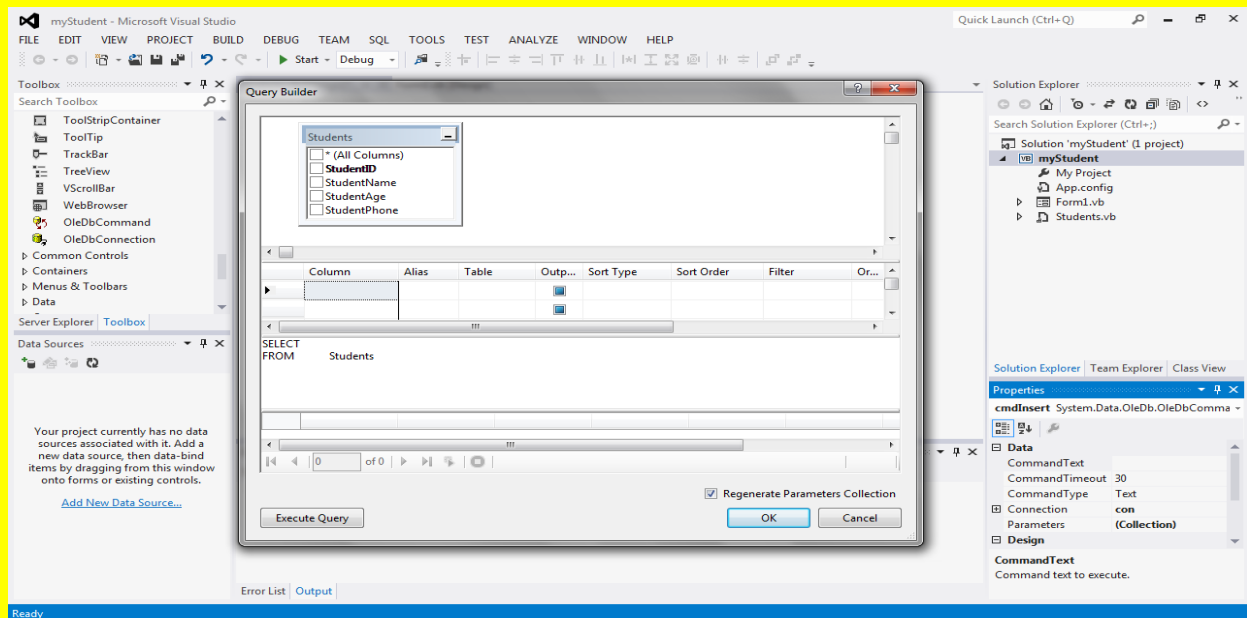 myStudent - Microsoft Visual Studio
Quick Launch (Ctrl+Q)
FILE EDIT VIEW PROJECT BUILD DEBUG TEAM SQL TOOLS TEST ANALYZE WINDOW HELP
Start - Debug
Toolbox
Search Toolbox
ToolStripContainer
ToolTip
TrackBar
TreeView
VScrollBar
WebBrowser
OleDbCommand
OleDbConnection
Common Controls
Containers
Menus & Toolbars
Data
Server Explorer Toolbox
Data Sources
Your project currently has no data
sources associated with it. Add a
new data source, then data-bind
items by dragging from this window
onto forms or existing controls.
Add New Data Source...
Query Builder
Students
* (All Columns)
StudentID
StudentName
StudentAge
StudentPhone
Column Alias Table Outp... Sort Type Sort Order Filter Or...
SELECT
FROM Students
0 of 0
Regenerate Parameters Collection
Execute Query OK Cancel
Error List Output
Solution Explorer
Search Solution Explorer (Ctrl+;)
Solution 'myStudent' (1 project)
VB myStudent
My Project
App.config
Form1.vb
Students.vb
Solution Explorer Team Explorer Class View
Properties
cmdInsert System.Data.OleDb.OleDbComma
Data
CommandText
CommandTimeout 30
CommandType Text
Connection con
Parameters (Collection)
Design
CommandText
Command text to execute.
Ready